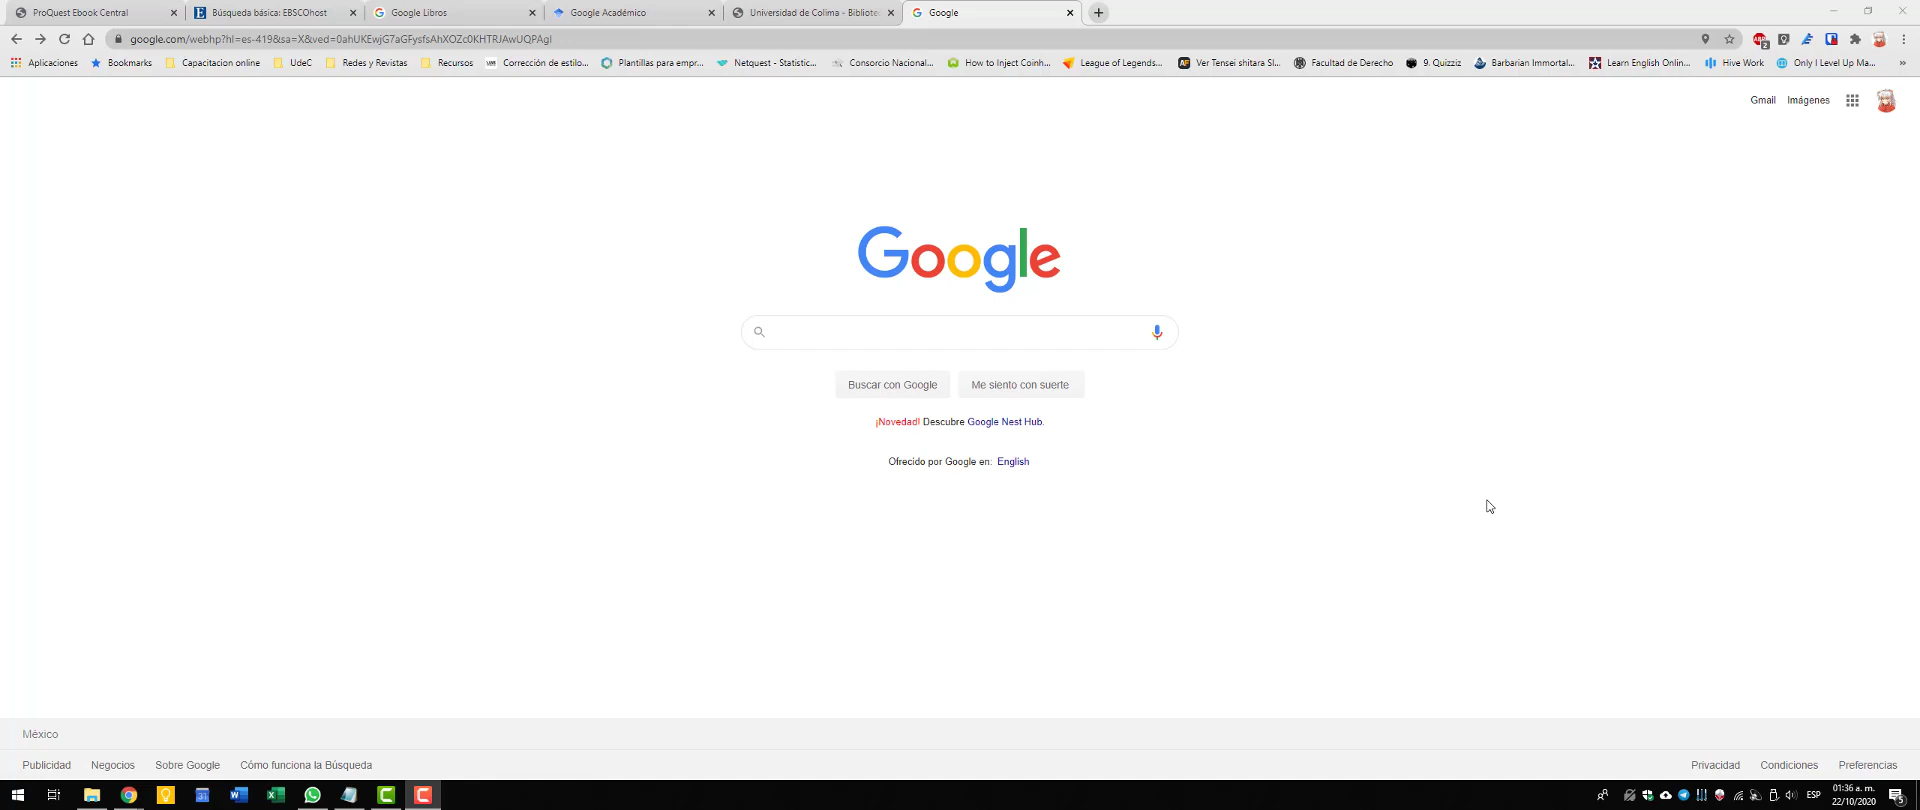 ProQuest Ebook Central
Búsqueda básica: EBSCOhost
Google Libros
Google Académico
Universidad de Colima - Bibliote
Google
google.com/webhp?hl=es-419&sa=X&ved=0ahUKEwjG7aGFysfsAhXOZc0KHTRJAwUQPAgI
Aplicaciones
Bookmarks
Capacitacion online
UdeC
Redes y Revistas
Recursos
Corrección de estilo...
Plantillas para empr...
Netquest - Statistic...
Consorcio Nacional...
How to Inject Coinh...
League of Legends...
Ver Tensei shitara Sl...
Facultad de Derecho
9. Quizziz
Barbarian Immortal...
Learn English Onlin...
Hive Work
Only I Level Up Ma...
Gmail Imágenes
Google
Buscar con Google
Me siento con suerte
¡Novedad! Descubre Google Nest Hub.
Ofrecido por Google en: English
México
Publicidad Negocios Sobre Google Cómo funciona la Búsqueda
Privacidad Condiciones Preferencias
ESP
01:36 a. m.
22/10/2020